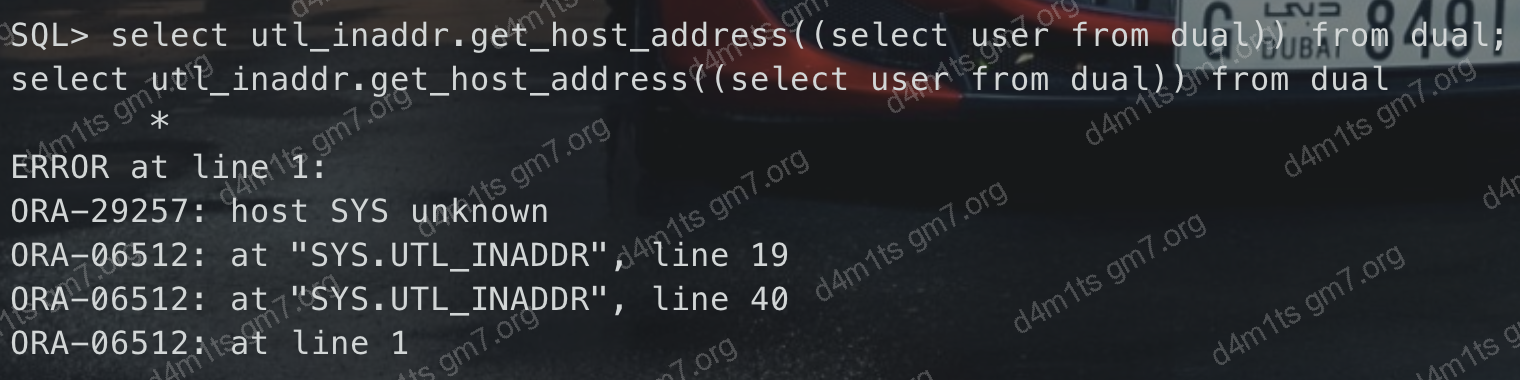 SQL> select utl_inaddr.get_host_address((select user from dual)) from dual;
select utl_inaddr.get_host_address((select user from dual)) from dual
*
ERROR at line 1:
ORA-29257: host SYS unknown
ORA-06512: at "SYS.UTL_INADDR", line 19
ORA-06512: at "SYS.UTL_INADDR", line 40
ORA-06512: at line 1
G DUBAI 8491
d4m1ts gm7.org